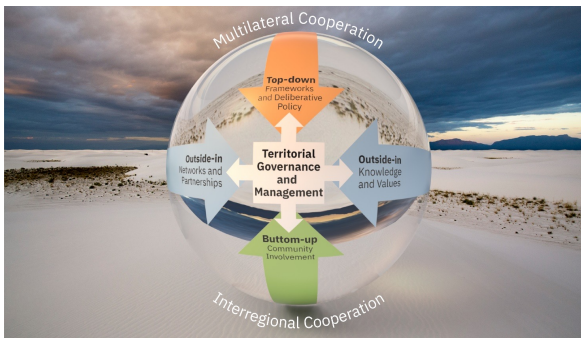 Multilateral Cooperation
Top-down
Frameworks
and Deliberative
Policy
Outside-in
Networks and
Partnerships
Territorial
Governance
and
Management
Outside-in
Knowledge
and Values
Buttom-up
Community
Involvement
Interregional Cooperation